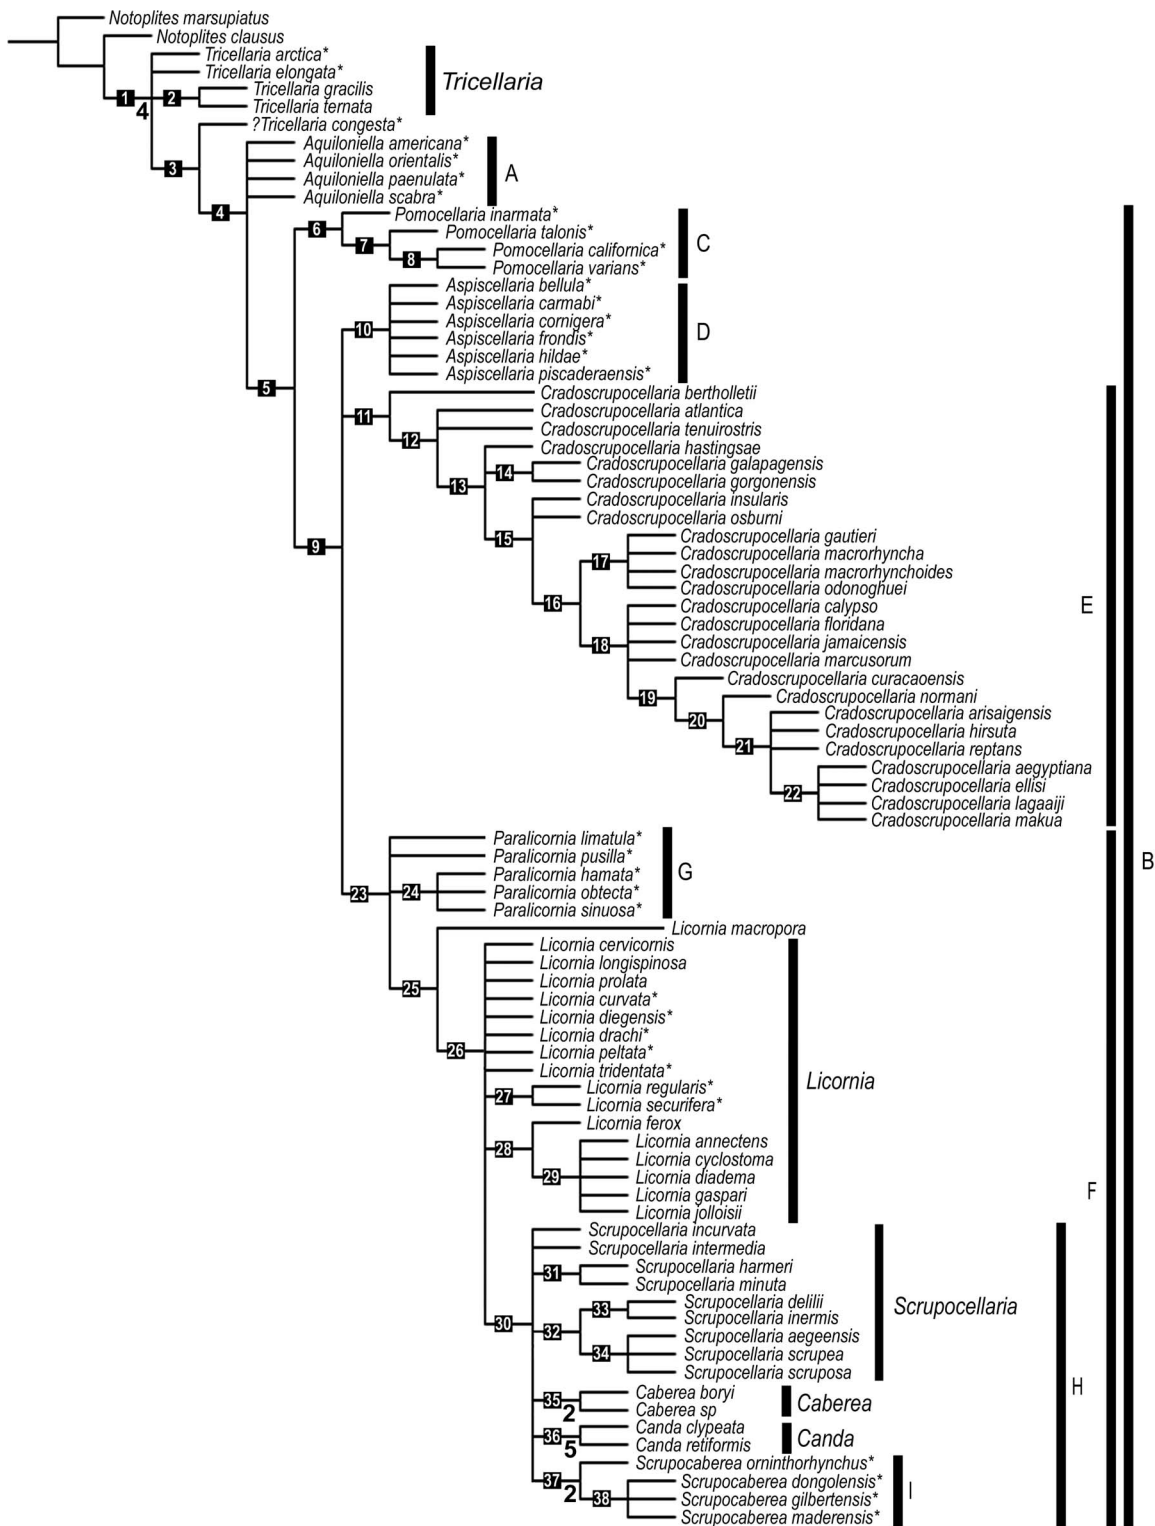 Notoplites marsupiatus
Notoplites clausus
Tricellaria arctica*
Tricellaria elongata*
Tricellaria
1
2
Tricellaria gracilis
4
Tricellaria ternata
?Tricellaria congesta*
Aquiloniella americana*
Aquiloniella orientalis*
3
A
Aquiloniella paenulata*
Aquiloniella scabra*
4
Pomocellaria inarmata*
6
Pomocellaria talonis*
7
C
Pomocellaria californica*
8
Pomocellaria varians*
Aspiscellaria bellula*
Aspiscellaria carmabi*
Aspiscellaria cornigera*
10
D
Aspiscellaria frondis*
Aspiscellaria hildae*
Aspiscellaria piscaderaensis*
5
Cradoscrupocellaria bertholletii
11
Cradoscrupocellaria atlantica
Cradoscrupocellaria tenuirostris
12
Cradoscrupocellaria hastingsae
Cradoscrupocellaria galapagensis
14
13
Cradoscrupocellaria gorgonensis
Cradoscrupocellaria insularis
Cradoscrupocellaria osburni
15
Cradoscrupocellaria gautieri
9
Cradoscrupocellaria macrorhyncha
17
Cradoscrupocellaria macrorhynchoides
Cradoscrupocellaria odonoghuei
16
Cradoscrupocellaria calypso
E
Cradoscrupocellaria floridana
Cradoscrupocellaria jamaicensis
18
Cradoscrupocellaria marcusorum
Cradoscrupocellaria curacaoensis
19
Cradoscrupocellaria normani
20
Cradoscrupocellaria arisaigensis
Cradoscrupocellaria hirsuta
21
Cradoscrupocellaria reptans
Cradoscrupocellaria aegyptiana
Cradoscrupocellaria ellisi
22
Cradoscrupocellaria lagaaiji
Cradoscrupocellaria makua
Paralicornia limatula*
Paralicornia pusilla*
B
Paralicornia hamata*
G
23
24
Paralicornia obtecta*
Paralicornia sinuosa*
Licornia macropora
Licornia cervicornis
Licornia longispinosa
Licornia prolata
25
Licornia curvata*
Licornia diegensis*
Licornia drachi*
26
Licornia peltata*
Licornia tridentata*
Licornia
Licornia regularis*
27
Licornia securifera*
Licornia ferox
Licornia annectens
28
Licornia cyclostoma
29
Licornia diadema
F
Licornia gaspari
Licornia jolloisii
Scrupocellaria incurvata
Scrupocellaria intermedia
Scrupocellaria harmeri
31
Scrupocellaria minuta
Scrupocellaria delilii
33
Scrupocellaria
Scrupocellaria inermis
30
32
Scrupocellaria aegeensis
34
Scrupocellaria scrupea
Scrupocellaria scruposa
H
Caberea boryi
35
Caberea
2
Caberea sp
Canda clypeata
36
Canda
5
Canda retiformis
Scrupocaberea orninthorhynchus*
37
Scrupocaberea dongolensis*
I
2
38
Scrupocaberea gilbertensis*
Scrupocaberea maderensis*